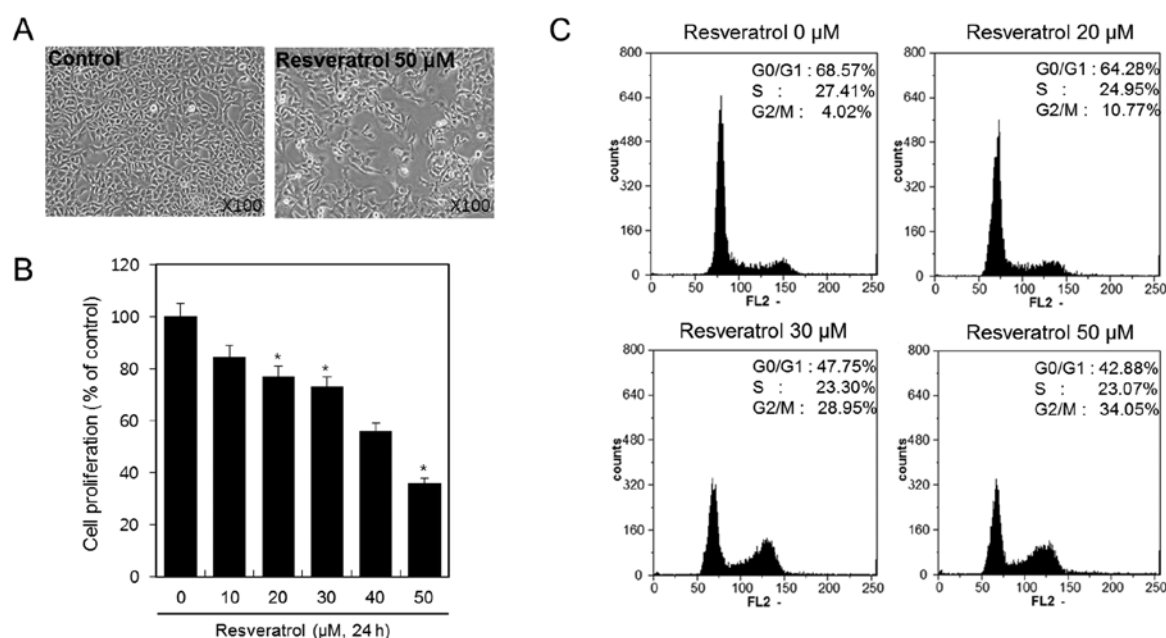 A
Control
X100
Resveratrol 50 µM
X100
B
Cell proliferation ( % of control)
120
100
80
60
40
20
0
*
*
*
0 10 20 30 40 50
Resveratrol (µM, 24 h)
C
Resveratrol 0 µM
G0/G1 : 68.57%
S : 27.41%
G2/M : 4.02%
counts
800
640
480
320
160
0
0 50 100 150 200 250
FL2 -
Resveratrol 20 µM
G0/G1 : 64.28%
S : 24.95%
G2/M : 10.77%
counts
800
640
480
320
160
0
0 50 100 150 200 250
FL2 -
Resveratrol 30 µM
G0/G1 : 47.75%
S : 23.30%
G2/M : 28.95%
counts
800
640
480
320
160
0
0 50 100 150 200 250
FL2 -
Resveratrol 50 µM
G0/G1 : 42.88%
S : 23.07%
G2/M : 34.05%
counts
800
640
480
320
160
0
0 50 100 150 200 250
FL2 -